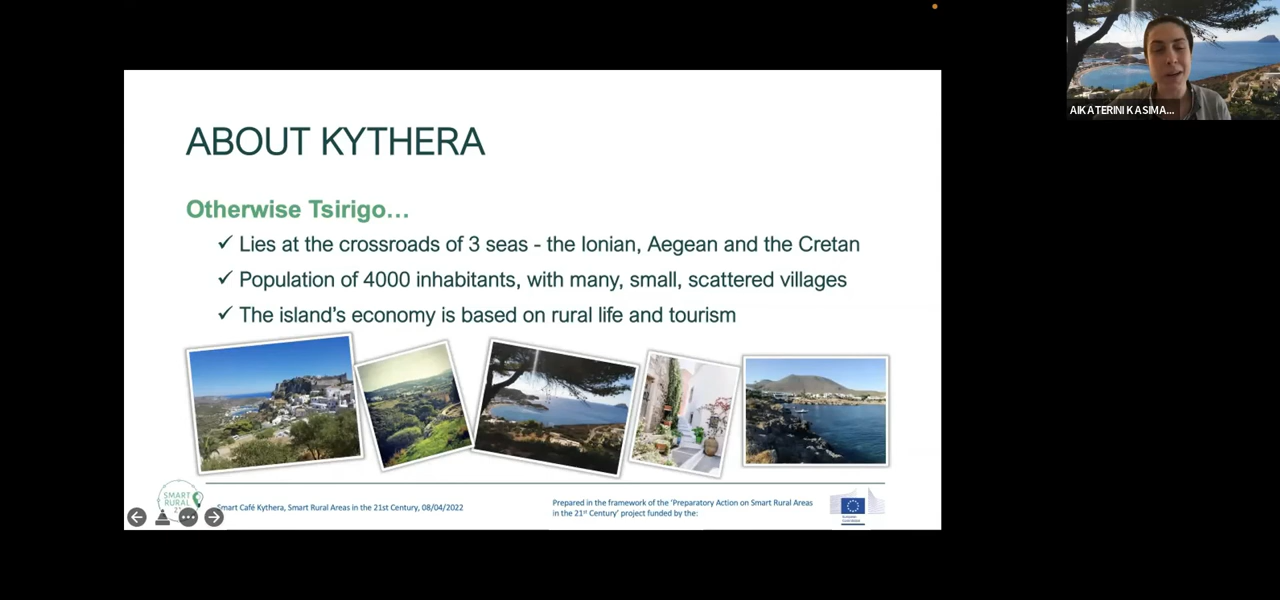 ABOUT KYTHERA
Otherwise Tsirigo…
✓ Lies at the crossroads of 3 seas - the Ionian, Aegean and the Cretan
✓ Population of 4000 inhabitants, with many, small, scattered villages
✓ The island's economy is based on rural life and tourism
SMART
RURAL
Smart Café Kythera, Smart Rural Areas in the 21st Century, 08/04/2022
Prepared in the framework of the 'Preparatory Action on Smart Rural Areas
in the 21st Century' project funded by the:
AIKATERINI KASIMA...